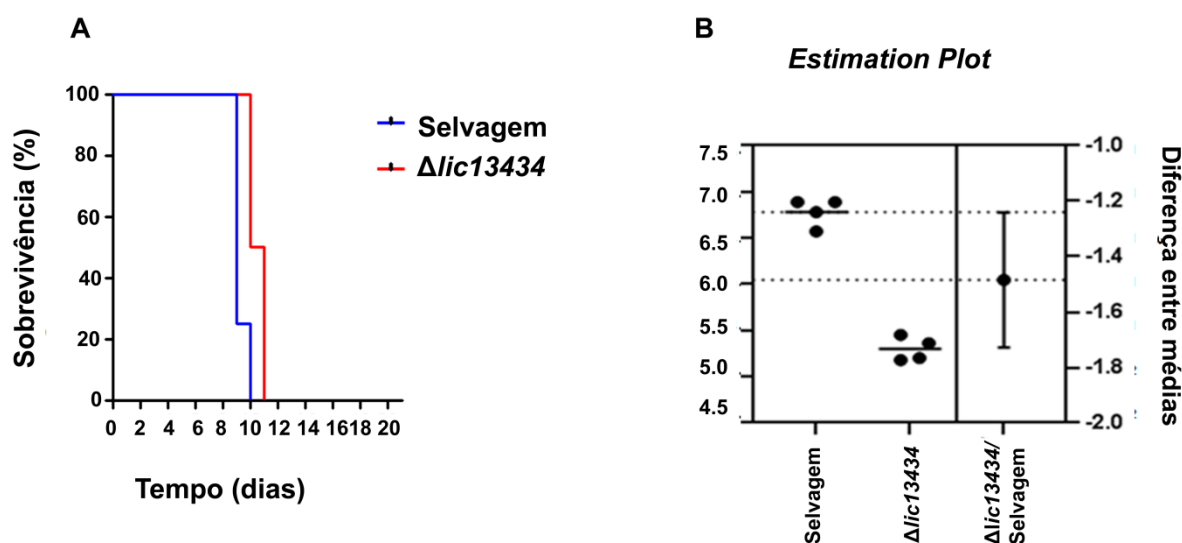 A
Sobrevivência (%)
100
80
60
40
20
0
0 2 4 6 8 10 12 14 16 18 20
Tempo (dias)
Selvagem
Δlic13434
B
Estimation Plot
7.5
7.0
6.5
6.0
5.5
5.0
4.5
-1.0
-1.2
-1.4
-1.6
-1.8
-2.0
Diferença entre médias
Selvagem
Δlic13434
Δlic13434/
Selvagem